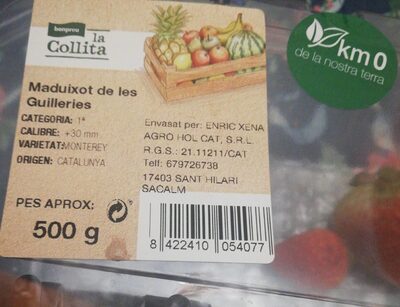 bonpreu
la
Collita
km0
de la nostra terra
Maduixot de les
Guilleries
CATEGORIA: 1ª
CALIBRE: +30 mm
VARIETAT: MONTEREY
ORIGEN: CATALUNYA
Envasat per: ENRIC XENA
AGRO HOL CAT, S.R.L.
R.G.S.: 21.11211/CAT
Telf: 679726738
17403 SANT HILARI
SACALM
PES APROX:
500 g
8 422410 054077